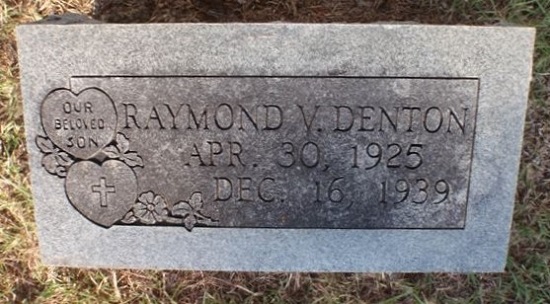 OUR
BELOVED
SON
RAYMOND V. DENTON
APR. 30, 1925
DEC. 16, 1939